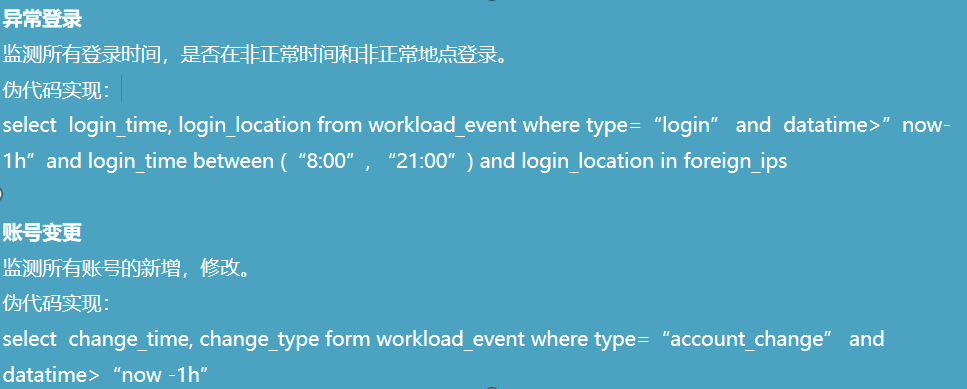 异常登录
监测所有登录时间，是否在非正常时间和非正常地点登录。
伪代码实现：
select  login_time, login_location from workload_event where type=“login” and  datatime>”now-
1h” and login_time between (“8:00”, “21:00”) and login_location in foreign_ips
账号变更
监测所有账号的新增，修改。
伪代码实现：
select  change_time, change_type form workload_event where type=“account_change” and
datatime>“now -1h”